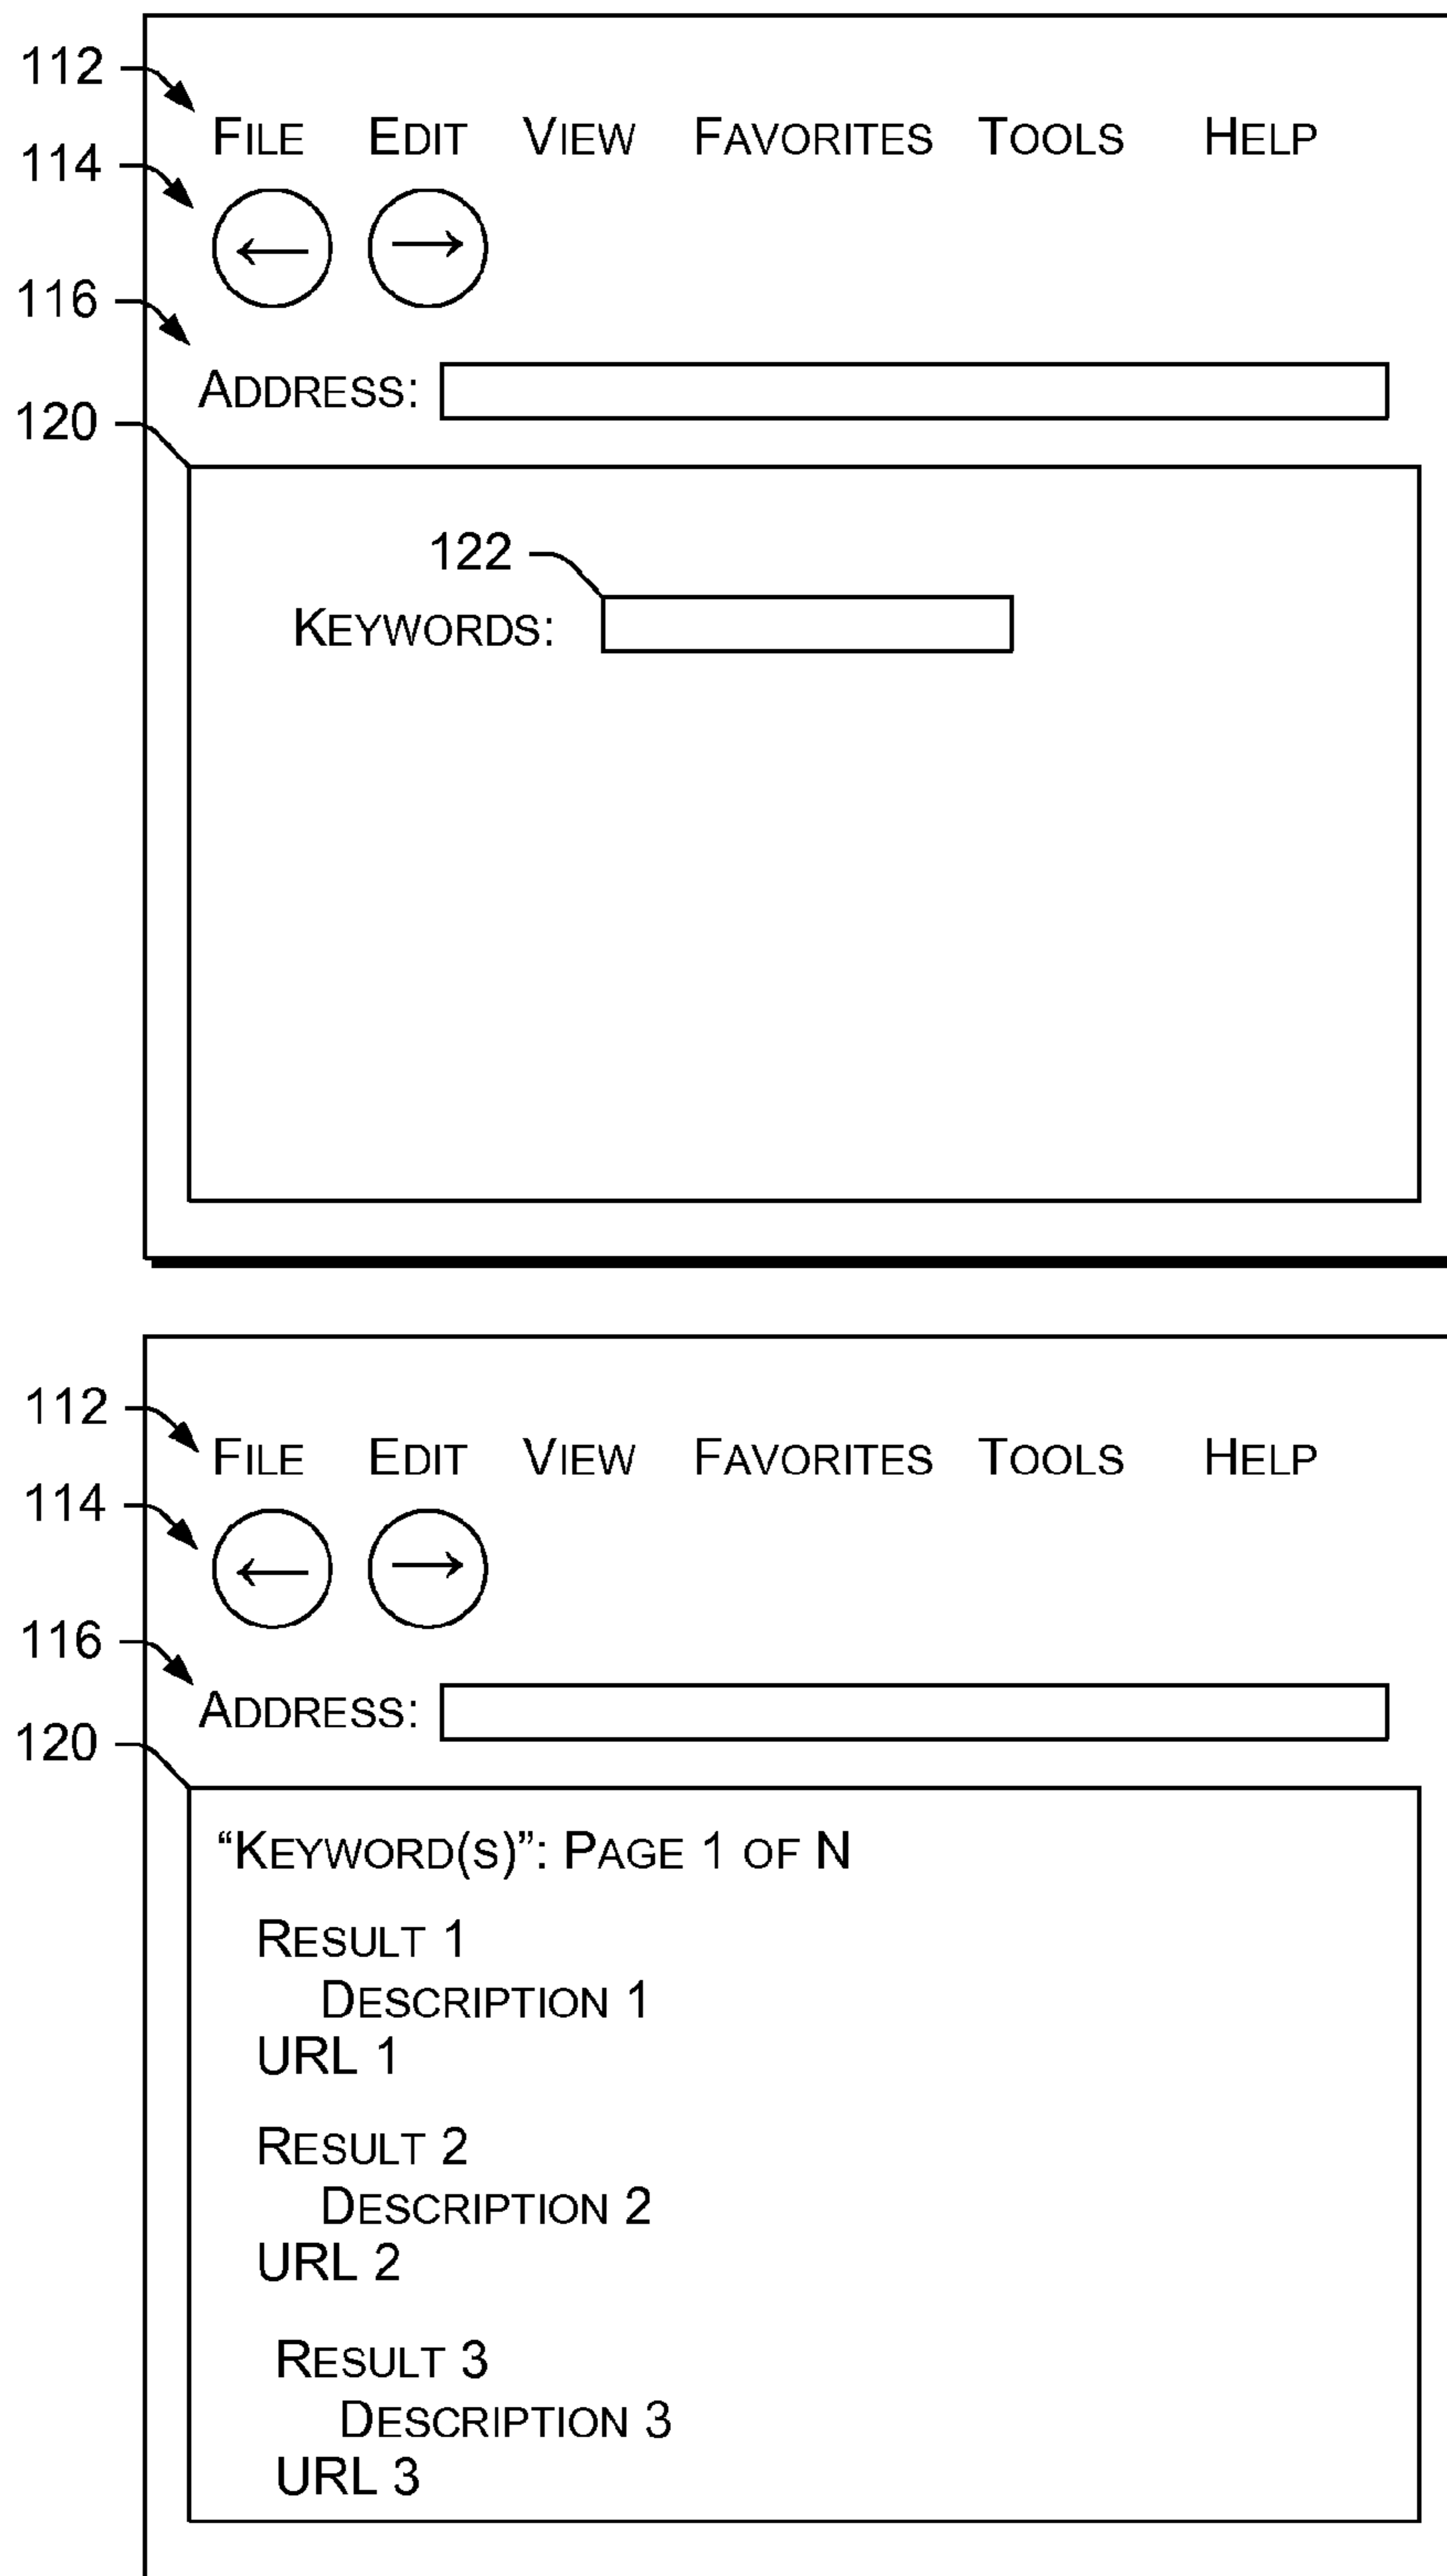 112
FILE EDIT VIEW FAVORITES TOOLS HELP
114
← →
116
ADDRESS:
120
122
KEYWORDS:
112
FILE EDIT VIEW FAVORITES TOOLS HELP
114
← →
116
ADDRESS:
120
“KEYWORD(S)”: PAGE 1 OF N
RESULT 1
DESCRIPTION 1
URL 1
RESULT 2
DESCRIPTION 2
URL 2
RESULT 3
DESCRIPTION 3
URL 3